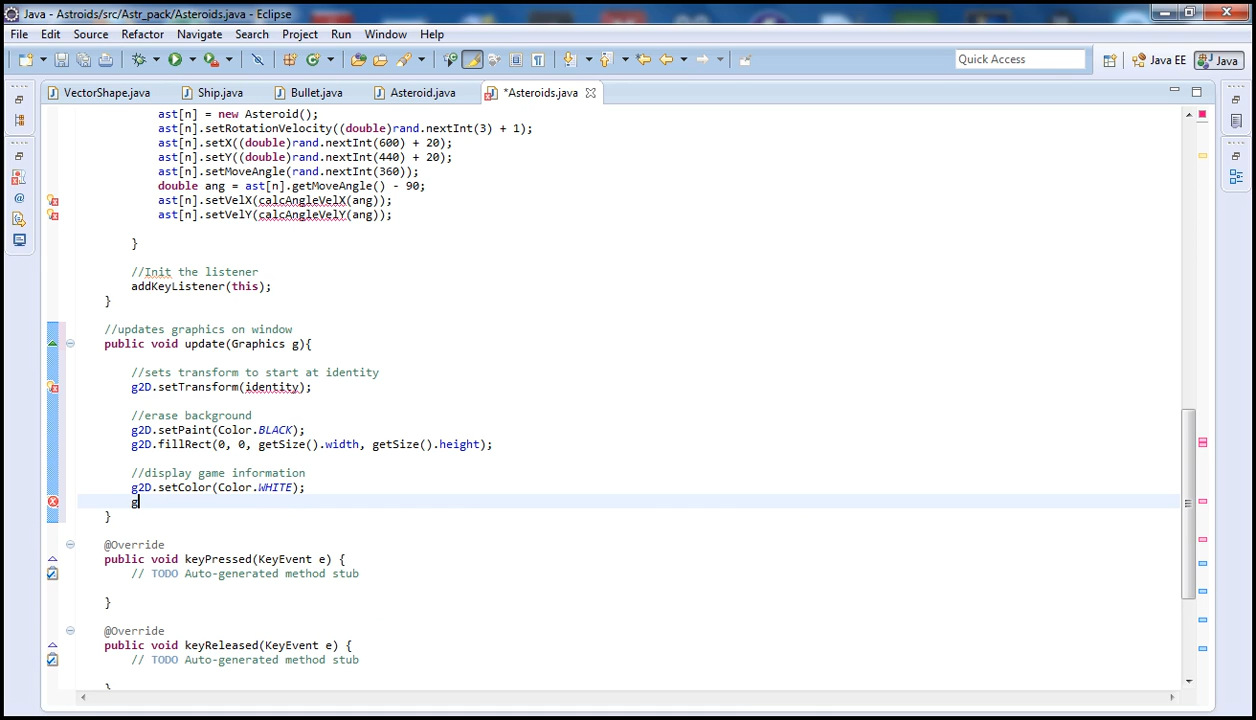 Java - Astroids/src/Astr_pack/Asteroids.java - Eclipse
File Edit Source Refactor Navigate Search Project Run Window Help
Quick Access Java EE Java
VectorShape.java Ship.java Bullet.java Asteroid.java *Asteroids.java
ast[n] = new Asteroid();
ast[n].setRotationVelocity((double)rand.nextInt(3) + 1);
ast[n].setX((double)rand.nextInt(600) + 20);
ast[n].setY((double)rand.nextInt(440) + 20);
ast[n].setMoveAngle(rand.nextInt(360));
double ang = ast[n].getMoveAngle() - 90;
ast[n].setVelX(calcAngleVelX(ang));
ast[n].setVelY(calcAngleVelY(ang));
}
//Init the listener
addKeyListener(this);
}
//updates graphics on window
public void update(Graphics g){
//sets transform to start at identity
g2D.setTransform(identity);
//erase background
g2D.setPaint(Color.BLACK);
g2D.fillRect(0, 0, getSize().width, getSize().height);
//display game information
g2D.setColor(Color.WHITE);
g
}
@Override
public void keyPressed(KeyEvent e) {
// TODO Auto-generated method stub
}
@Override
public void keyReleased(KeyEvent e) {
// TODO Auto-generated method stub
}